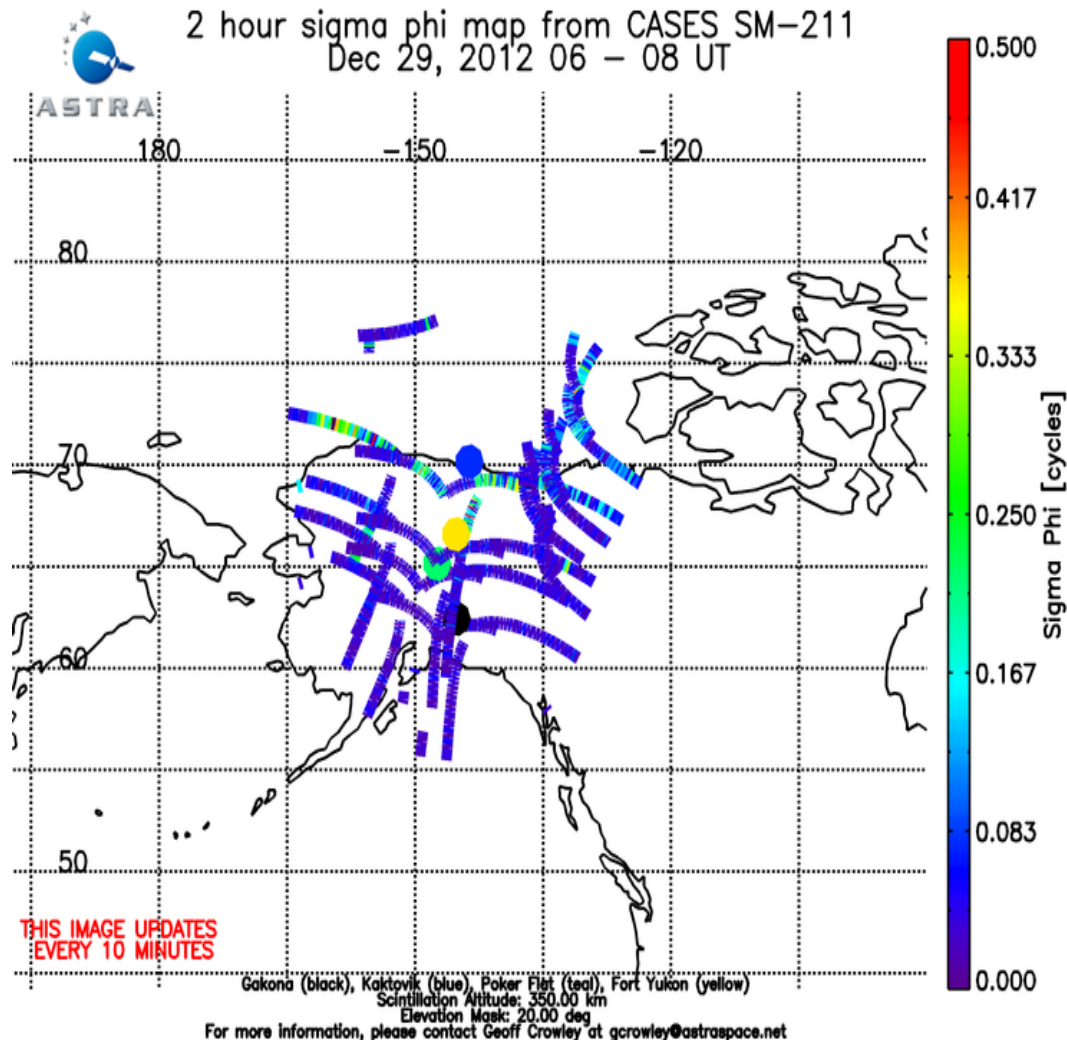 2 hour sigma phi map from CASES SM-211
Dec 29, 2012 06 - 08 UT
ASTRA
180 -150 -120
80
70
60
50
0.500
0.417
0.333
0.250
0.167
0.083
0.000
Sigma Phi [cycles]
THIS IMAGE UPDATES
EVERY 10 MINUTES
Gakona (black), Kaktovik (blue), Poker Flat (teal), Fort Yukon (yellow)
Scintillation Altitude: 350.00 km
Elevation Mask: 20.00 deg
For more information, please contact Geoff Crowley at gcrowley@astraspace.net